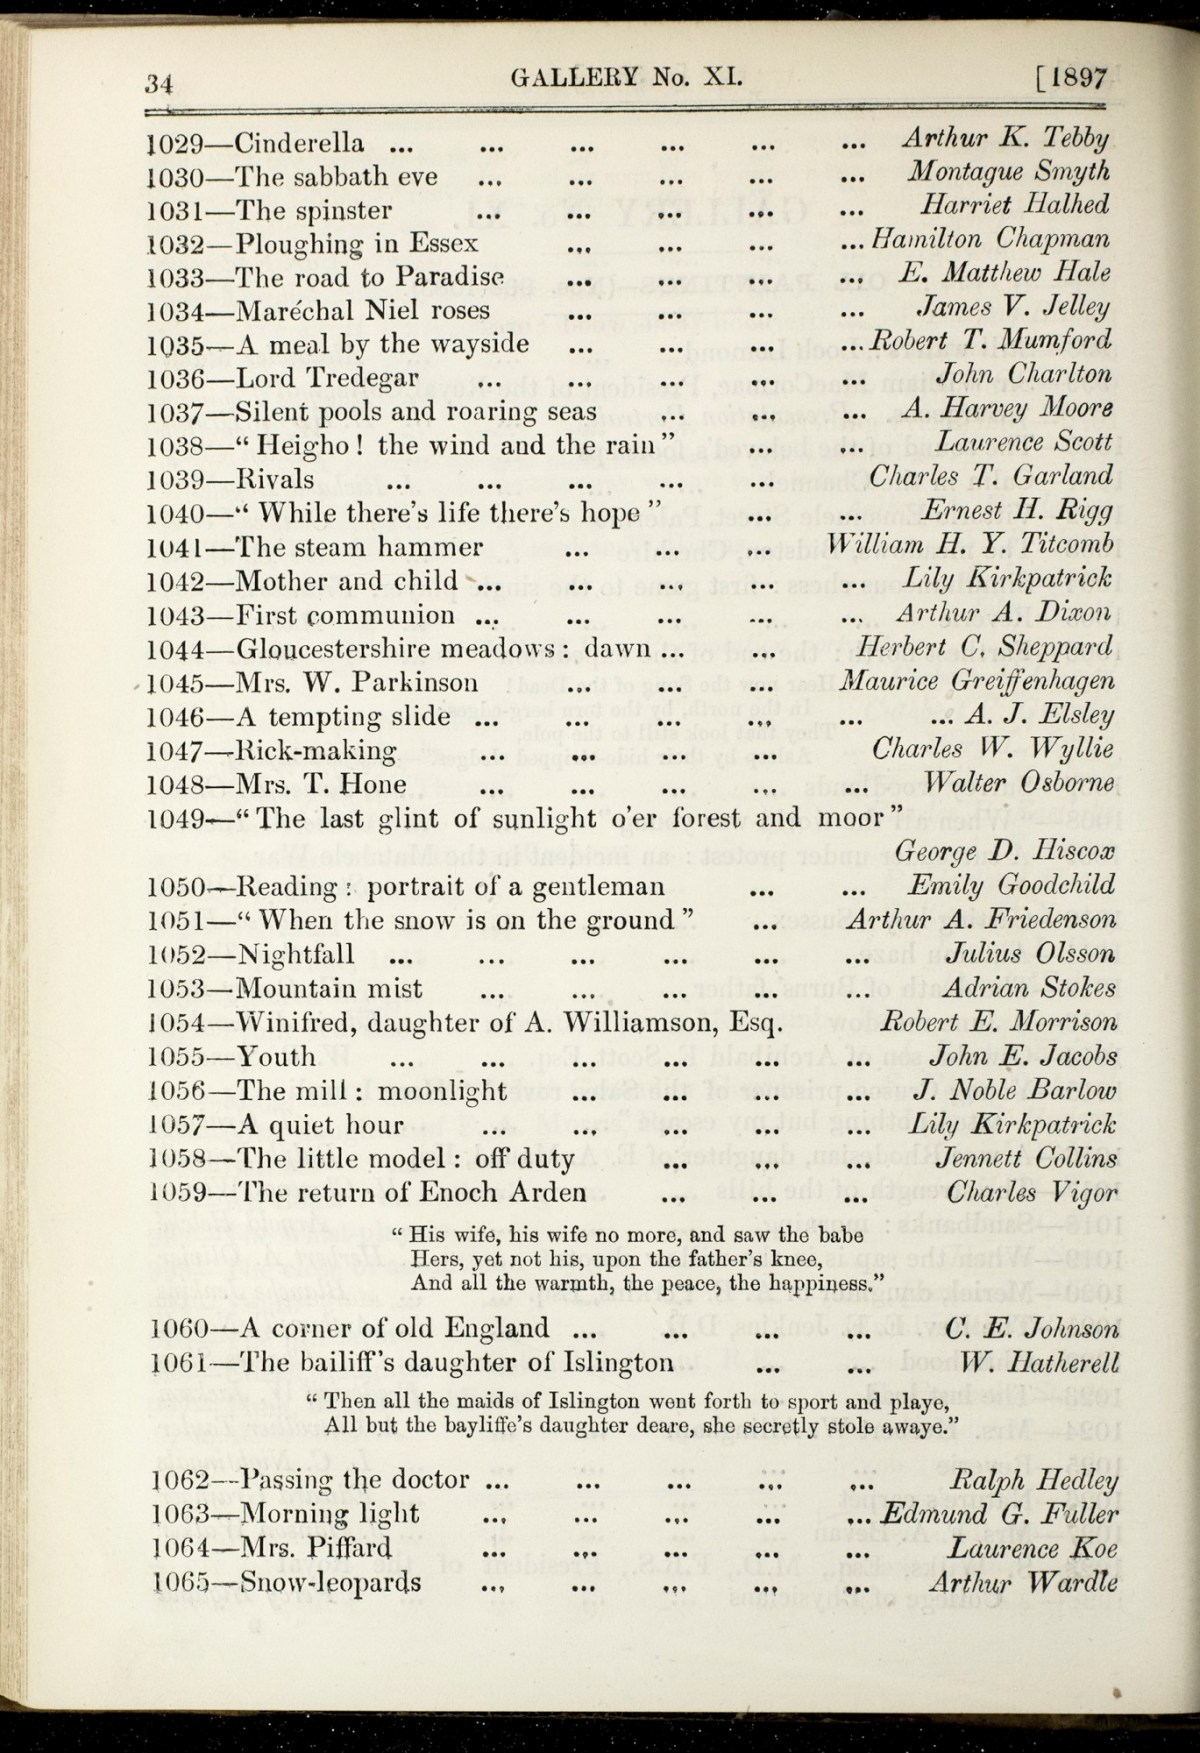 34 GALLERY No. XI. [1897
1029—Cinderella ... ... ... ... ... ... Arthur K. Tebby
1030—The sabbath eve ... ... ... ... ... Montague Smyth
1031—The spinster ... ... ... ... ... Harriet Halhed
1032—Ploughing in Essex ... ... ... ... Hamilton Chapman
1033—The road to Paradise ... ... ... ... E. Matthew Hale
1034—Maréchal Niel roses ... ... ... ... James V. Jelley
1035—A meal by the wayside ... ... ... ... Robert T. Mumford
1036—Lord Tredegar ... ... ... ... ... John Charlton
1037—Silent pools and roaring seas ... ... ... A. Harvey Moore
1038—“ Heigho ! the wind and the rain ” ... ... Laurence Scott
1039—Rivals ... ... ... ... ... Charles T. Garland
1040—“ While there’s life there’s hope ” ... ... Ernest H. Rigg
1041—The steam hammer ... ... ... William H. Y. Titcomb
1042—Mother and child ... ... ... ... ... Lily Kirkpatrick
1043—First communion ... ... ... ... ... Arthur A. Dixon
1044—Gloucestershire meadows : dawn ... ... Herbert C. Sheppard
1045—Mrs. W. Parkinson ... ... ... Maurice Greiffenhagen
1046—A tempting slide ... ... ... ... ... ... A. J. Elsley
1047—Rick-making ... ... ... ... Charles W. Wyllie
1048—Mrs. T. Hone ... ... ... ... ... Walter Osborne
1049—“ The last glint of sunlight o’er forest and moor ”
George D. Hiscox
1050—Reading : portrait of a gentleman ... ... Emily Goodchild
1051—“ When the snow is on the ground ” ... Arthur A. Friedenson
1052—Nightfall ... ... ... ... ... ... Julius Olsson
1053—Mountain mist ... ... ... ... ... Adrian Stokes
1054—Winifred, daughter of A. Williamson, Esq. Robert E. Morrison
1055—Youth ... ... ... ... ... ... John E. Jacobs
1056—The mill : moonlight ... ... ... ... J. Noble Barlow
1057—A quiet hour ... ... ... ... ... Lily Kirkpatrick
1058—The little model : off duty ... ... ... Jennett Collins
1059—The return of Enoch Arden ... ... ... Charles Vigor
“ His wife, his wife no more, and saw the babe
Hers, yet not his, upon the father’s knee,
And all the warmth, the peace, the happiness.”
1060—A corner of old England ... ... ... ... C. E. Johnson
1061—The bailiff’s daughter of Islington ... ... W. Hatherell
“ Then all the maids of Islington went forth to sport and playe,
All but the bayliffe’s daughter deare, she secretly stole awaye.”
1062—Passing the doctor ... ... ... ... ... Ralph Hedley
1063—Morning light ... ... ... ... ... Edmund G. Fuller
1064—Mrs. Piffard ... ... ... ... ... Laurence Koe
1065—Snow-leopards ... ... ... ... ... Arthur Wardle